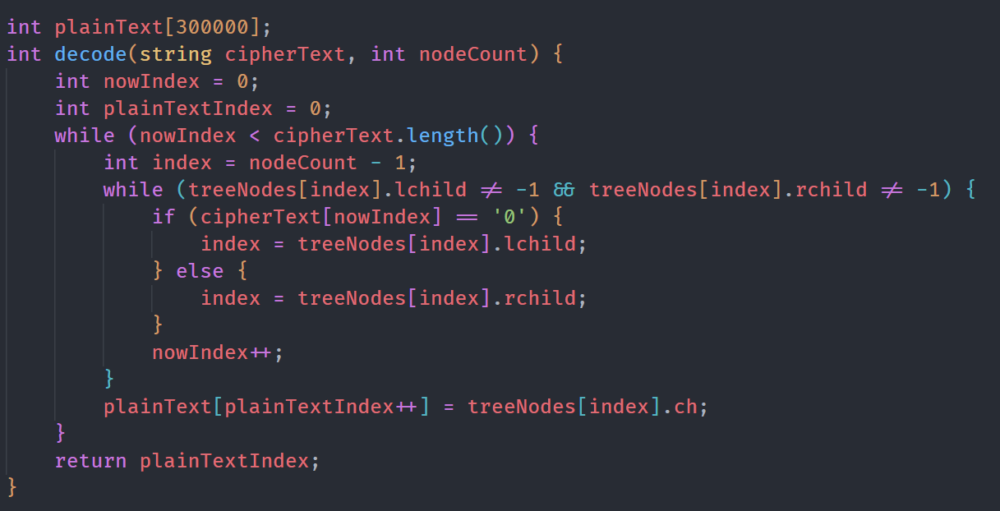 int plainText[300000];
int decode(string cipherText, int nodeCount) {
    int nowIndex = 0;
    int plainTextIndex = 0;
    while (nowIndex < cipherText.length()) {
        int index = nodeCount - 1;
        while (treeNodes[index].lchild != -1 && treeNodes[index].rchild != -1) {
            if (cipherText[nowIndex] == '0') {
                index = treeNodes[index].lchild;
            } else {
                index = treeNodes[index].rchild;
            }
            nowIndex++;
        }
        plainText[plainTextIndex++] = treeNodes[index].ch;
    }
    return plainTextIndex;
}